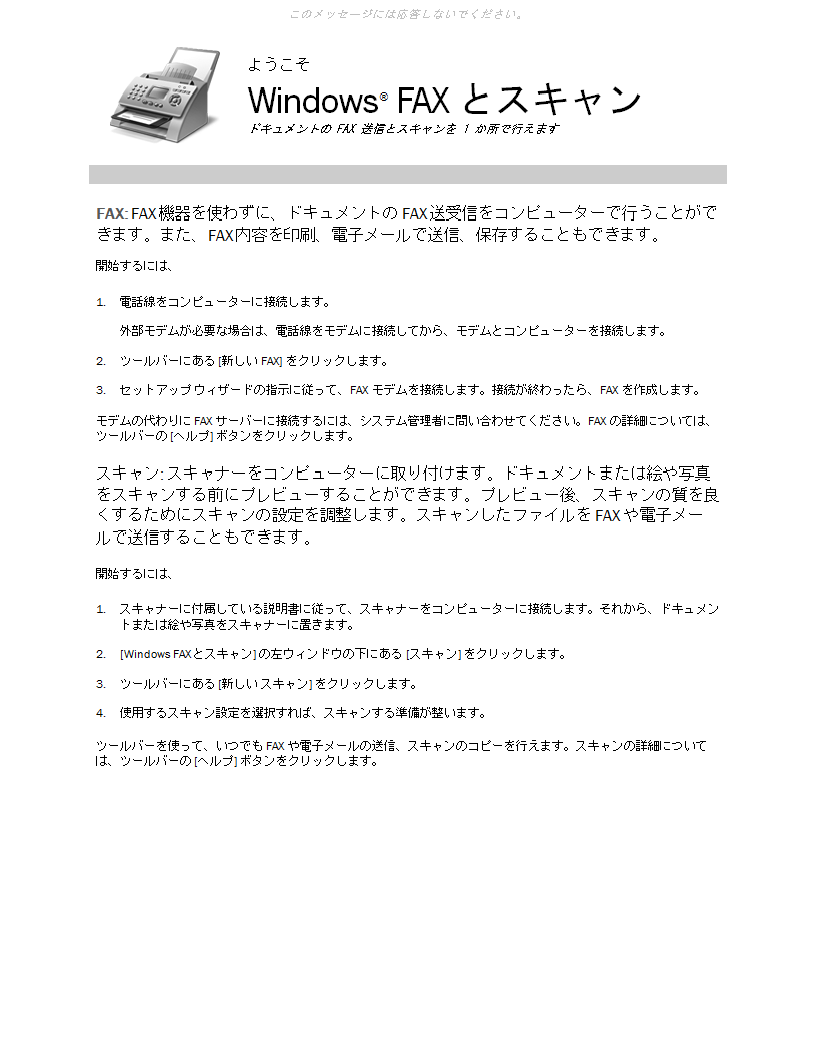 このメッセージには応答しないでください。
ようこそ
Windows® FAX とスキャン
ドキュメントの FAX 送信とスキャンを 1 か所で行えます
FAX: FAX機器を使わずに、ドキュメントの FAX送受信をコンピューターで行うことがで
きます。また、FAX内容を印刷、電子メールで送信、保存することもできます。
開始するには、
1. 電話線をコンピューターに接続します。
外部モデムが必要な場合は、電話線をモデムに接続してから、モデムとコンピューターを接続します。
2. ツールバーにある [新しい FAX] をクリックします。
3. セットアップ ウィザードの指示に従って、FAX モデムを接続します。接続が終わったら、FAX を作成します。
モデムの代わりに FAX サーバーに接続するには、システム管理者に問い合わせてください。FAX の詳細については、
ツールバーの [ヘルプ] ボタンをクリックします。
スキャン: スキャナーをコンピューターに取り付けます。ドキュメントまたは絵や写真
をスキャンする前にプレビューすることができます。プレビュー後、スキャンの質を良
くするためにスキャンの設定を調整します。スキャンしたファイルを FAXや電子メー
ルで送信することもできます。
開始するには、
1. スキャナーに付属している説明書に従って、スキャナーをコンピューターに接続します。それから、ドキュメン
トまたは絵や写真をスキャナーに置きます。
2. [Windows FAXとスキャン] の左ウィンドウの下にある [スキャン] をクリックします。
3. ツールバーにある [新しい スキャン] をクリックします。
4. 使用するスキャン設定を選択すれば、スキャンする準備が整います。
ツールバーを使って、いつでも FAX や電子メールの送信、スキャンのコピーを行えます。スキャンの詳細について
は、ツールバーの [ヘルプ] ボタンをクリックします。